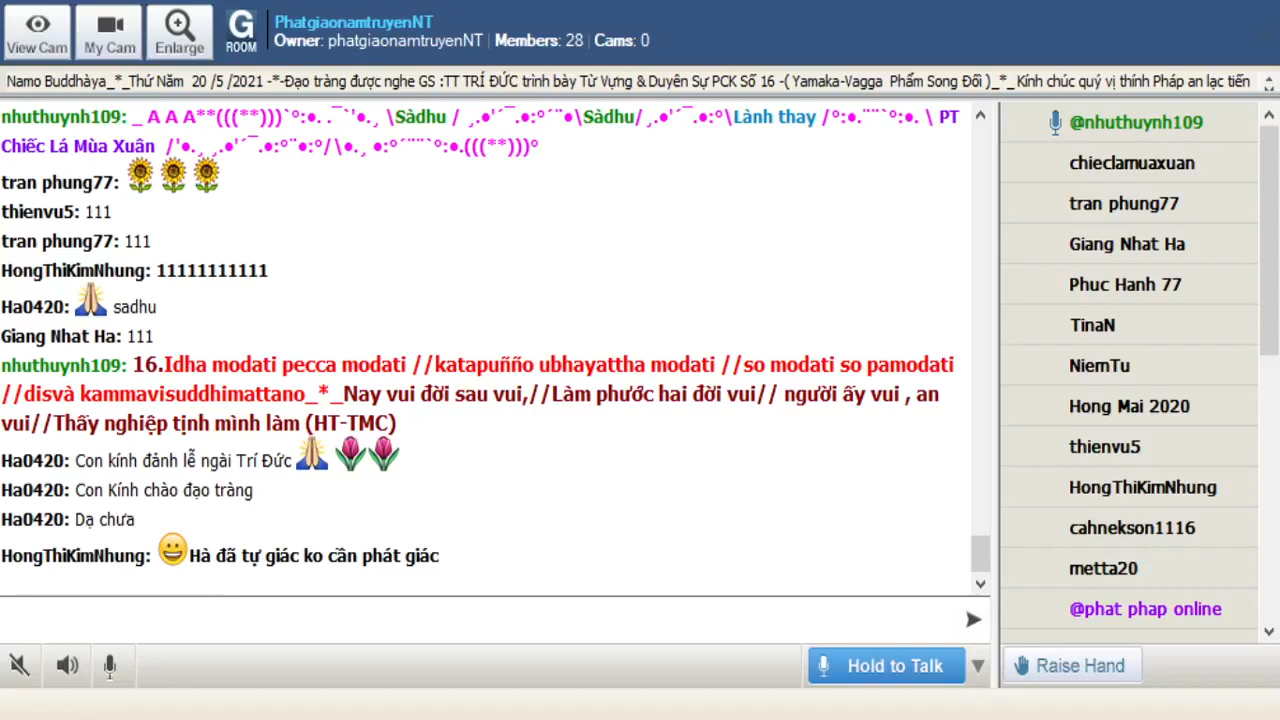 View Cam
My Cam
Enlarge
G
ROOM
PhatgiaonamtruyenNT
Owner: phatgiaonamtruyenNT | Members: 28 | Cams: 0
Namo Buddhàya_*_Thứ Năm 20 /5 /2021 -*-Đạo tràng được nghe GS :TT TRÍ ĐỨC trình bày Từ Vựng & Duyên Sự PCK Số 16 -( Yamaka-Vagga Phẩm Song Đối )_*_ Kính chúc quý vị thính Pháp an lạc tiến
nhuthuynh109: _ A A A**(((**)))`°:•. .¯`'•.¸ \Sàdhu / ¸.•'´¯.•:°´¨•\Sàdhu/¸.•'´¯.•:°\Lành thay /°:•.¨¨`°:•. \ PT
Chiếc Lá Mùa Xuân /'•.¸ ¸.•'´¯.•:°¨•:°/\•.¸ •:°´¨¨`°:•.(((**)))°
tran phung77:
thienvu5: 111
tran phung77: 111
HongThiKimNhung: 11111111111
Ha0420: sadhu
Giang Nhat Ha: 111
nhuthuynh109: 16.Idha modati pecca modati //katapuñño ubhayattha modati //so modati so pamodati
//disvà kammavisuddhimattano_*_Nay vui đời sau vui,//Làm phước hai đời vui// người ấy vui , an
vui//Thấy nghiệp tịnh mình làm (HT-TMC)
Ha0420: Con kính đảnh lễ ngài Trí Đức
Ha0420: Con Kính chào đạo tràng
Ha0420: Dạ chưa
HongThiKimNhung: Hà đã tự giác ko cần phát giác
@nhuthuynh109
chieclamuaxuan
tran phung77
Giang Nhat Ha
Phuc Hanh 77
TinaN
NiemTu
Hong Mai 2020
thienvu5
HongThiKimNhung
cahnekson1116
metta20
@phat phap online
Hold to Talk
Raise Hand